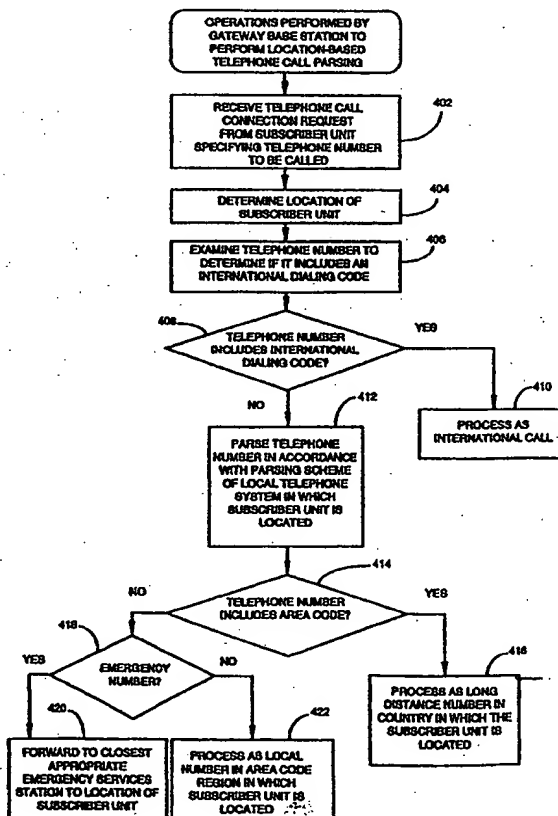 OPERATIONS PERFORMED BY
GATEWAY BASE STATION TO
PERFORM LOCATION-BASED
TELEPHONE CALL PARSING
402
RECEIVE TELEPHONE CALL
CONNECTION REQUEST
FROM SUBSCRIBER UNIT
SPECIFYING TELEPHONE NUMBER
TO BE CALLED
404
DETERMINE LOCATION OF
SUBSCRIBER UNIT
406
EXAMINE TELEPHONE NUMBER TO
DETERMINE IF IT INCLUDES AN
INTERNATIONAL DIALING CODE
408
TELEPHONE NUMBER
INCLUDES INTERNATIONAL
DIALING CODE?
YES
410
PROCESS AS
INTERNATIONAL CALL
NO
412
PARSE TELEPHONE
NUMBER IN ACCORDANCE
WITH PARSING SCHEME
OF LOCAL TELEPHONE
SYSTEM IN WHICH
SUBSCRIBER UNIT IS
LOCATED
414
TELEPHONE NUMBER
INCLUDES AREA CODE?
NO
YES
418
EMERGENCY
NUMBER?
YES
NO
416
PROCESS AS LONG
DISTANCE NUMBER IN
COUNTRY IN WHICH THE
SUBSCRIBER UNIT IS
LOCATED
420
FORWARD TO CLOSEST
APPROPRIATE
EMERGENCY SERVICES
STATION TO LOCATION OF
SUBSCRIBER UNIT
422
PROCESS AS LOCAL
NUMBER IN AREA CODE
REGION IN WHICH
SUBSCRIBER UNIT IS
LOCATED